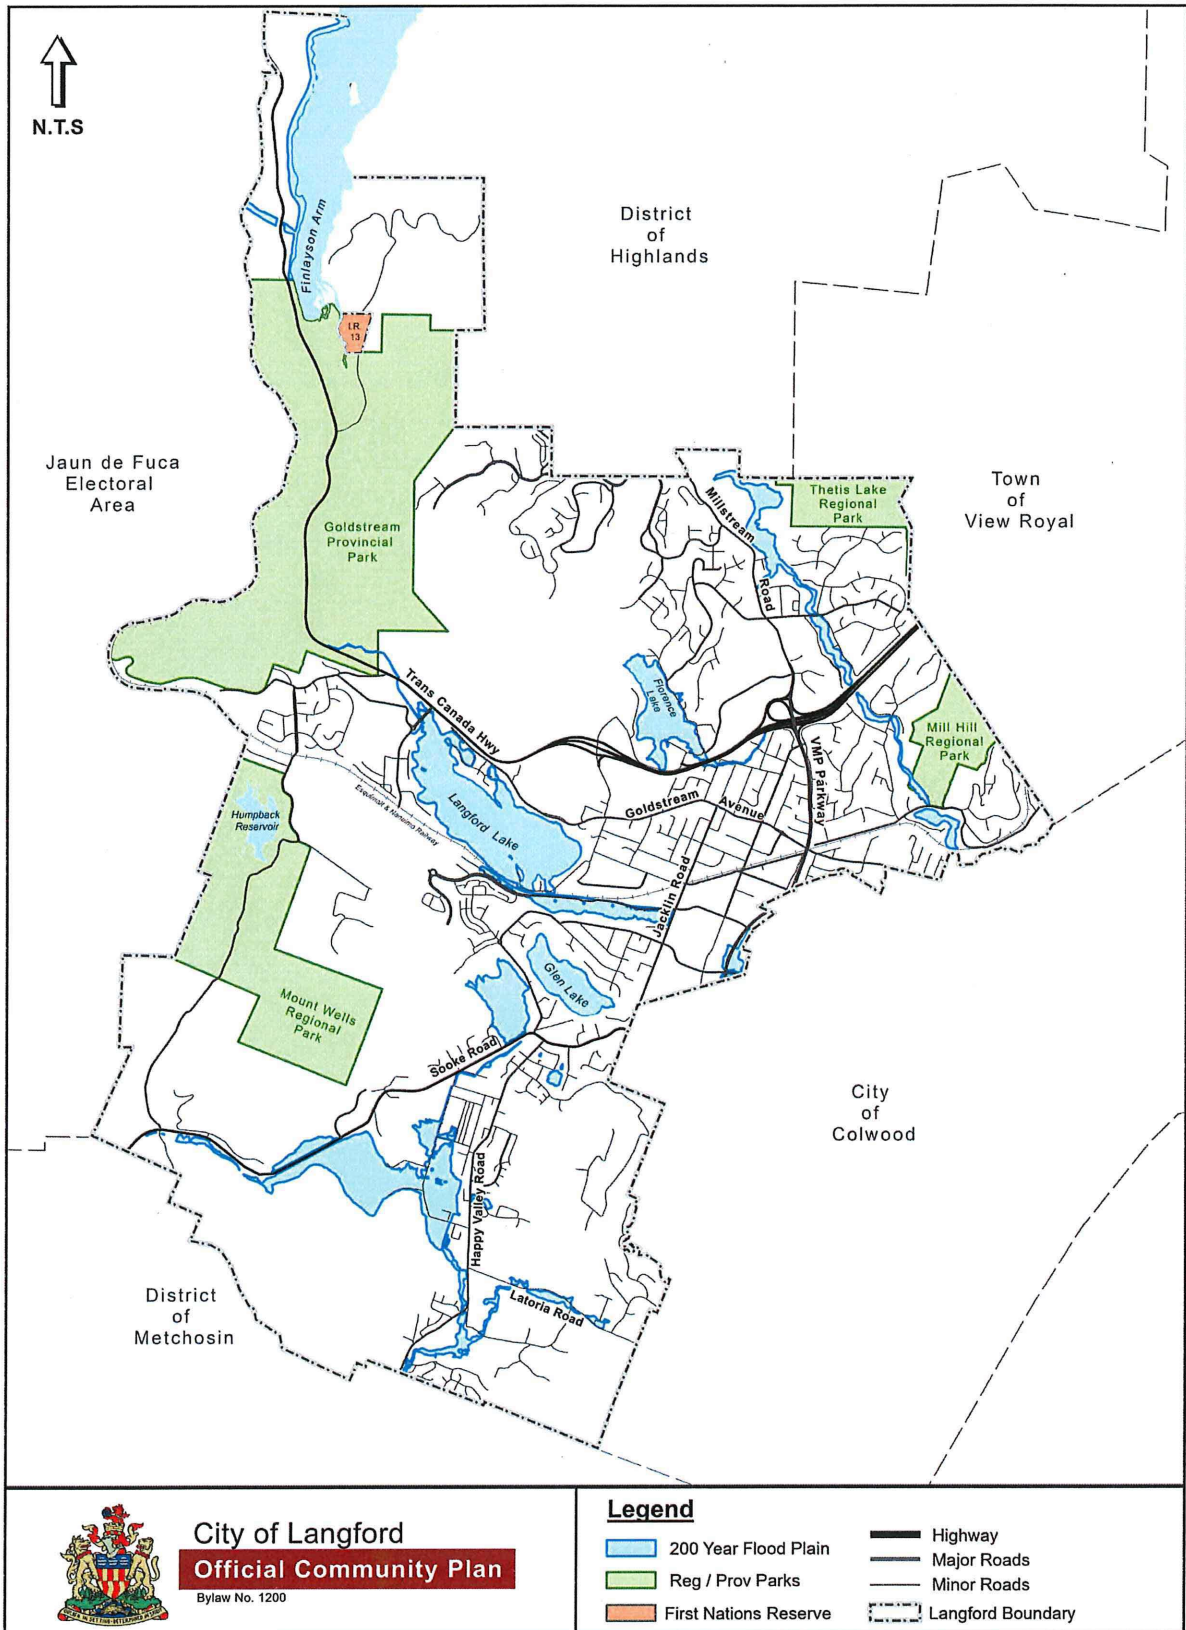 N.T.S
Finlayson Arm
I.R.
13
District
of
Highlands
Jaun de Fuca
Electoral
Area
Goldstream
Provincial
Park
Millstream
Road
Thetis Lake
Regional
Park
Town
of
View Royal
Trans Canada Hwy
Florence
Lake
Mill Hill
Regional
Park
VMP Parkway
Goldstream Avenue
Humpback
Reservoir
Esquimalt & Nanaimo Railway
Langford Lake
Jacklin Road
Glen Lake
Mount Wells
Regional
Park
Sooke Road
City
of
Colwood
Happy Valley Road
Latoria Road
District
of
Metchosin
City of Langford
Official Community Plan
Bylaw No. 1200
Legend
200 Year Flood Plain
Reg / Prov Parks
First Nations Reserve
Highway
Major Roads
Minor Roads
Langford Boundary